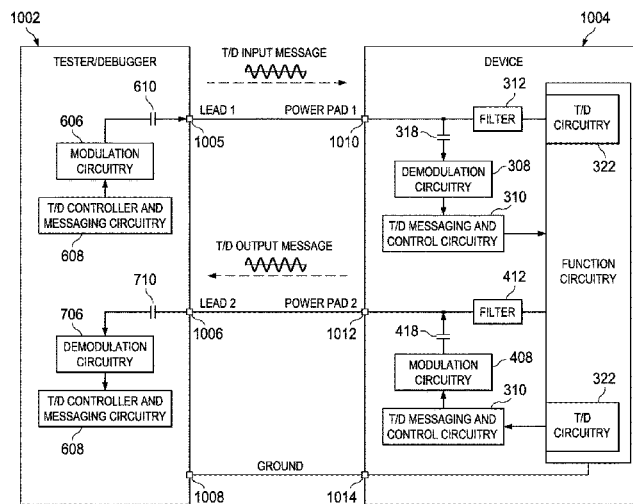 1002
1004
T/D INPUT MESSAGE
TESTER/DEBUGGER
DEVICE
610
312
LEAD 1
POWER PAD 1
FILTER
T/D CIRCUITRY
606
1005
1010
318
322
MODULATION CIRCUITRY
DEMODULATION CIRCUITRY
308
T/D CONTROLLER AND MESSAGING CIRCUITRY
608
310
T/D MESSAGING AND CONTROL CIRCUITRY
T/D OUTPUT MESSAGE
FUNCTION CIRCUITRY
710
412
LEAD 2
POWER PAD 2
FILTER
706
1006
1012
418
DEMODULATION CIRCUITRY
MODULATION CIRCUITRY
408
322
T/D CONTROLLER AND MESSAGING CIRCUITRY
310
T/D MESSAGING AND CONTROL CIRCUITRY
T/D CIRCUITRY
608
GROUND
1008
1014